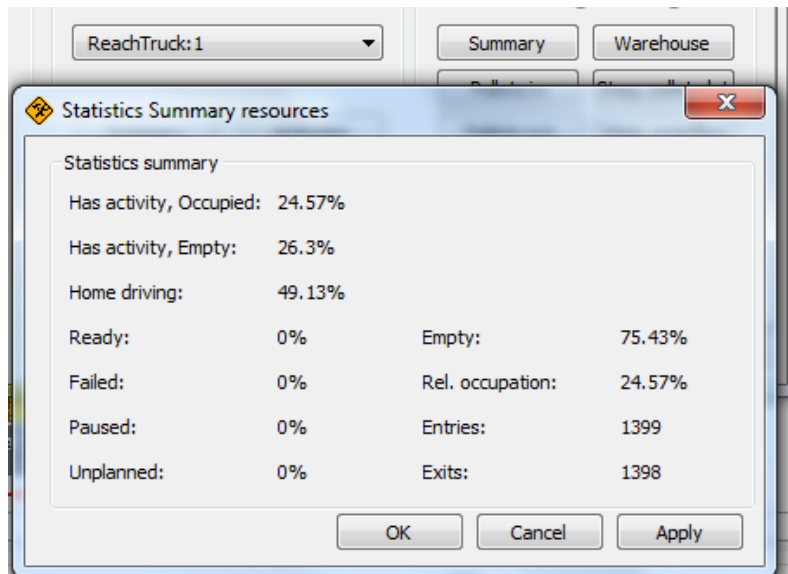 ReachTruck:1
Summary Warehouse
Statistics Summary resources
Statistics summary
Has activity, Occupied: 24.57%
Has activity, Empty: 26.3%
Home driving: 49.13%
Ready: 0% Empty: 75.43%
Failed: 0% Rel. occupation: 24.57%
Paused: 0% Entries: 1399
Unplanned: 0% Exits: 1398
OK Cancel Apply